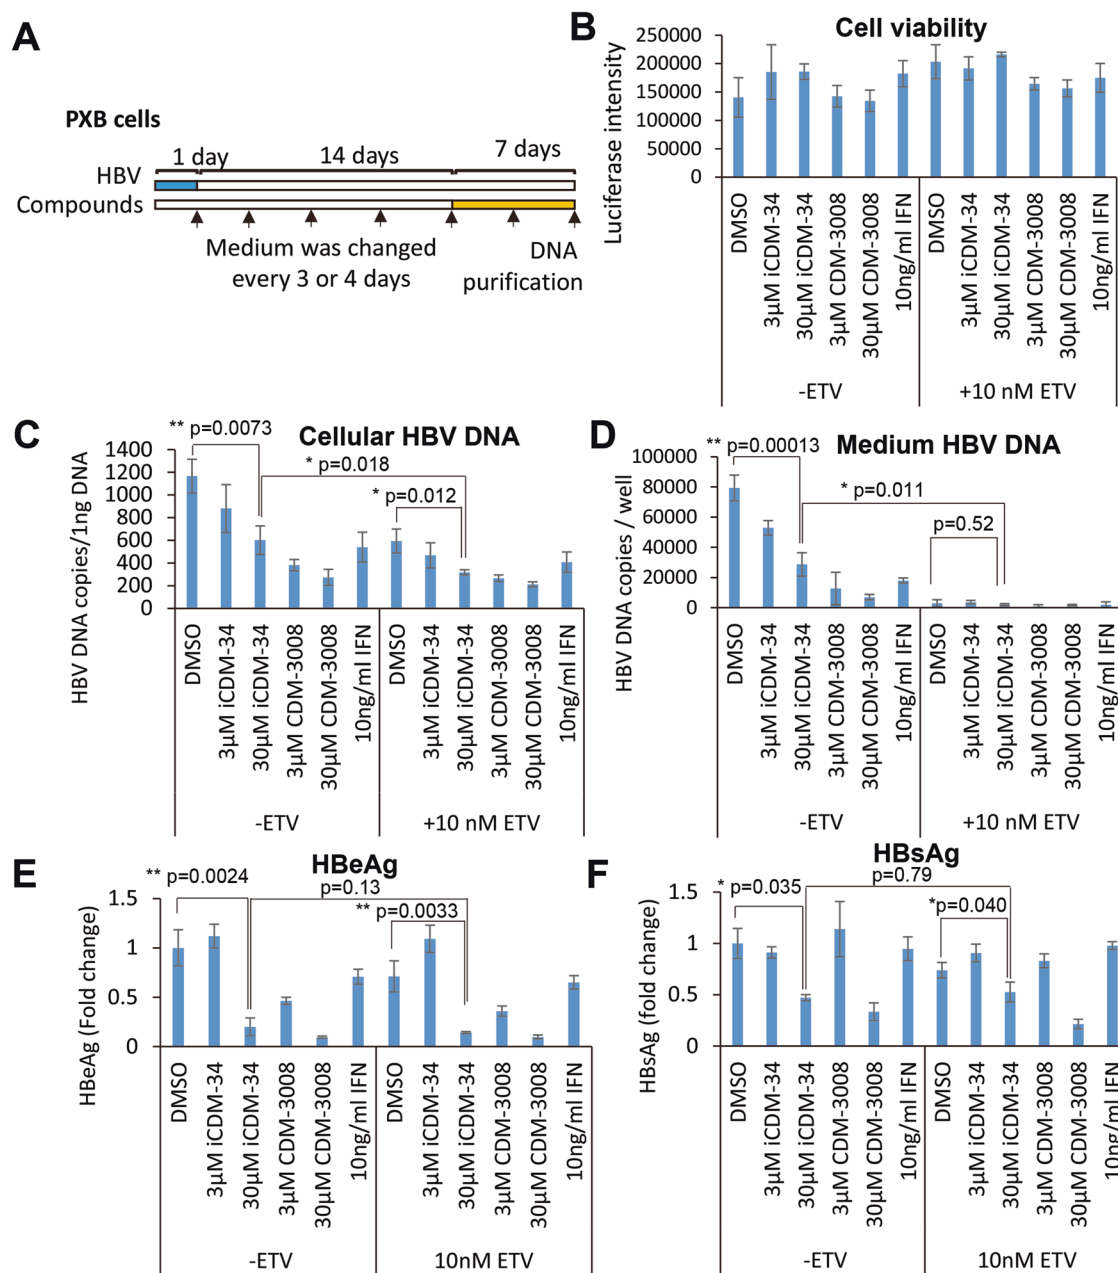 A
PXB cells
1 day
14 days
7 days
HBV
Compounds
Medium was changed
every 3 or 4 days
DNA
purification
B
Cell viability
Luciferase intensity
250000
200000
150000
100000
50000
0
DMSO
3µM iCDM-34
30µM iCDM-34
3µM CDM-3008
30µM CDM-3008
10ng/ml IFN
DMSO
3µM iCDM-34
30µM iCDM-34
3µM CDM-3008
30µM CDM-3008
10ng/ml IFN
-ETV
+10 nM ETV
C
Cellular HBV DNA
** p=0.0073
* p=0.018
* p=0.012
HBV DNA copies/1ng DNA
1400
1200
1000
800
600
400
200
0
DMSO
3µM iCDM-34
30µM iCDM-34
3µM CDM-3008
30µM CDM-3008
10ng/ml IFN
DMSO
3µM iCDM-34
30µM iCDM-34
3µM CDM-3008
30µM CDM-3008
10ng/ml IFN
-ETV
+10 nM ETV
D
Medium HBV DNA
** p=0.00013
* p=0.011
p=0.52
HBV DNA copies / well
100000
80000
60000
40000
20000
0
DMSO
3µM iCDM-34
30µM iCDM-34
3µM CDM-3008
30µM CDM-3008
10ng/ml IFN
DMSO
3µM iCDM-34
30µM iCDM-34
3µM CDM-3008
30µM CDM-3008
10ng/ml IFN
-ETV
+10 nM ETV
E
HBeAg
** p=0.0024
p=0.13
** p=0.0033
HBeAg (Fold change)
1.5
1
0.5
0
DMSO
3µM iCDM-34
30µM iCDM-34
3µM CDM-3008
30µM CDM-3008
10ng/ml IFN
DMSO
3µM iCDM-34
30µM iCDM-34
3µM CDM-3008
30µM CDM-3008
10ng/ml IFN
-ETV
10nM ETV
F
HBsAg
* p=0.035
p=0.79
*p=0.040
HBsAg (fold change)
1.5
1
0.5
0
DMSO
3µM iCDM-34
30µM iCDM-34
3µM CDM-3008
30µM CDM-3008
10ng/ml IFN
DMSO
3µM iCDM-34
30µM iCDM-34
3µM CDM-3008
30µM CDM-3008
10ng/ml IFN
-ETV
10nM ETV